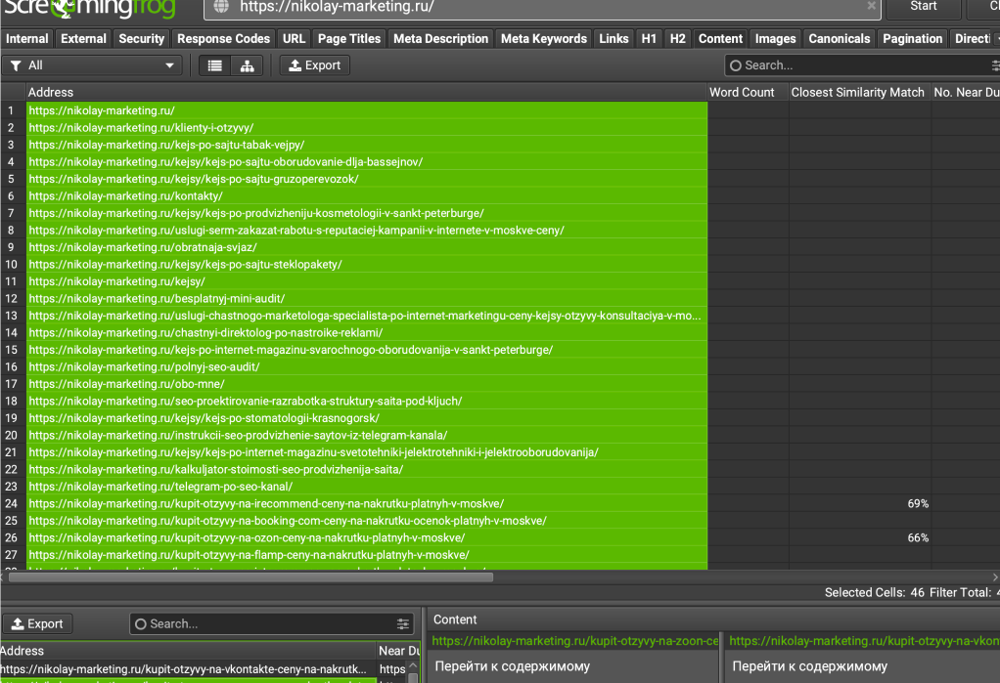 ScreamingFrog
https://nikolay-marketing.ru/
Start
Internal External Security Response Codes URL Page Titles Meta Description Meta Keywords Links H1 H2 Content Images Canonicals Pagination Directi
All
Export
Search...
Address Word Count Closest Similarity Match No. Near Du
1 https://nikolay-marketing.ru/
2 https://nikolay-marketing.ru/klienty-i-otzyvy/
3 https://nikolay-marketing.ru/kejs-po-sajtu-tabak-vejpy/
4 https://nikolay-marketing.ru/kejsy/kejs-po-sajtu-oborudovanie-dlja-bassejnov/
5 https://nikolay-marketing.ru/kejsy/kejs-po-sajtu-gruzoperevozok/
6 https://nikolay-marketing.ru/kontakty/
7 https://nikolay-marketing.ru/kejsy/kejs-po-prodvizheniju-kosmetologii-v-sankt-peterburge/
8 https://nikolay-marketing.ru/uslugi-serm-zakazat-rabotu-s-reputaciej-kampanii-v-internete-v-moskve-ceny/
9 https://nikolay-marketing.ru/obratnaja-svjaz/
10 https://nikolay-marketing.ru/kejsy/kejs-po-sajtu-steklopakety/
11 https://nikolay-marketing.ru/kejsy/
12 https://nikolay-marketing.ru/besplatnyj-mini-audit/
13 https://nikolay-marketing.ru/uslugi-chastnogo-marketologa-specialista-po-internet-marketingu-ceny-kejsy-otzyvy-konsultaciya-v-mo...
14 https://nikolay-marketing.ru/chastnyi-direktolog-po-nastroike-reklami/
15 https://nikolay-marketing.ru/kejs-po-internet-magazinu-svarochnogo-oborudovanija-v-sankt-peterburge/
16 https://nikolay-marketing.ru/polnyj-seo-audit/
17 https://nikolay-marketing.ru/obo-mne/
18 https://nikolay-marketing.ru/seo-proektirovanie-razrabotka-struktury-saita-pod-kljuch/
19 https://nikolay-marketing.ru/kejsy/kejs-po-stomatologii-krasnogorsk/
20 https://nikolay-marketing.ru/instrukcii-seo-prodvizhenie-saytov-iz-telegram-kanala/
21 https://nikolay-marketing.ru/kejsy/kejs-po-internet-magazinu-svetotehniki-jelektrotehniki-i-jelektrooborudovanija/
22 https://nikolay-marketing.ru/kalkuljator-stoimosti-seo-prodvizhenija-saita/
23 https://nikolay-marketing.ru/telegram-po-seo-kanal/
24 https://nikolay-marketing.ru/kupit-otzyvy-na-irecommend-ceny-na-nakrutku-platnyh-v-moskve/ 69%
25 https://nikolay-marketing.ru/kupit-otzyvy-na-booking-com-ceny-na-nakrutku-ocenok-platnyh-v-moskve/
26 https://nikolay-marketing.ru/kupit-otzyvy-na-ozon-ceny-na-nakrutku-platnyh-v-moskve/ 66%
27 https://nikolay-marketing.ru/kupit-otzyvy-na-flamp-ceny-na-nakrutku-platnyh-v-moskve/
Selected Cells: 46 Filter Total:
Export
Search...
Content
Address Near Du
https://nikolay-marketing.ru/kupit-otzyvy-na-zoon-ce
https://nikolay-marketing.ru/kupit-otzyvy-na-vkon
https://nikolay-marketing.ru/kupit-otzyvy-na-vkontakte-ceny-na-nakrutk... https
Перейти к содержимому
Перейти к содержимому